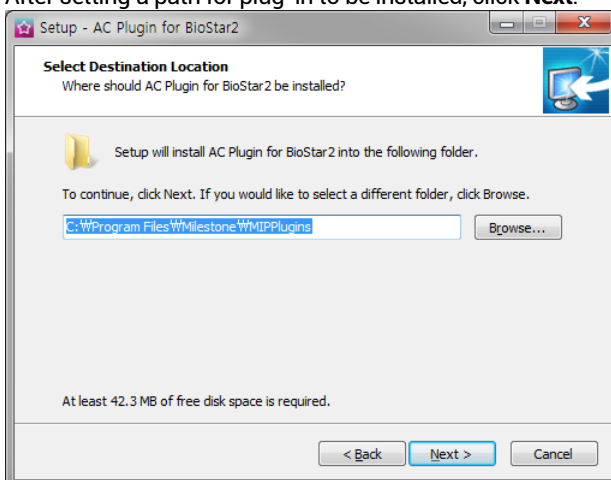 After setting a path for plug-in to be installed, click Next.
Setup - AC Plugin for BioStar2
Select Destination Location
Where should AC Plugin for BioStar2 be installed?
Setup will install AC Plugin for BioStar2 into the following folder.
To continue, click Next. If you would like to select a different folder, click Browse.
C:₩Program Files₩Milestone₩MIPPlugins
Browse...
At least 42.3 MB of free disk space is required.
< Back
Next >
Cancel